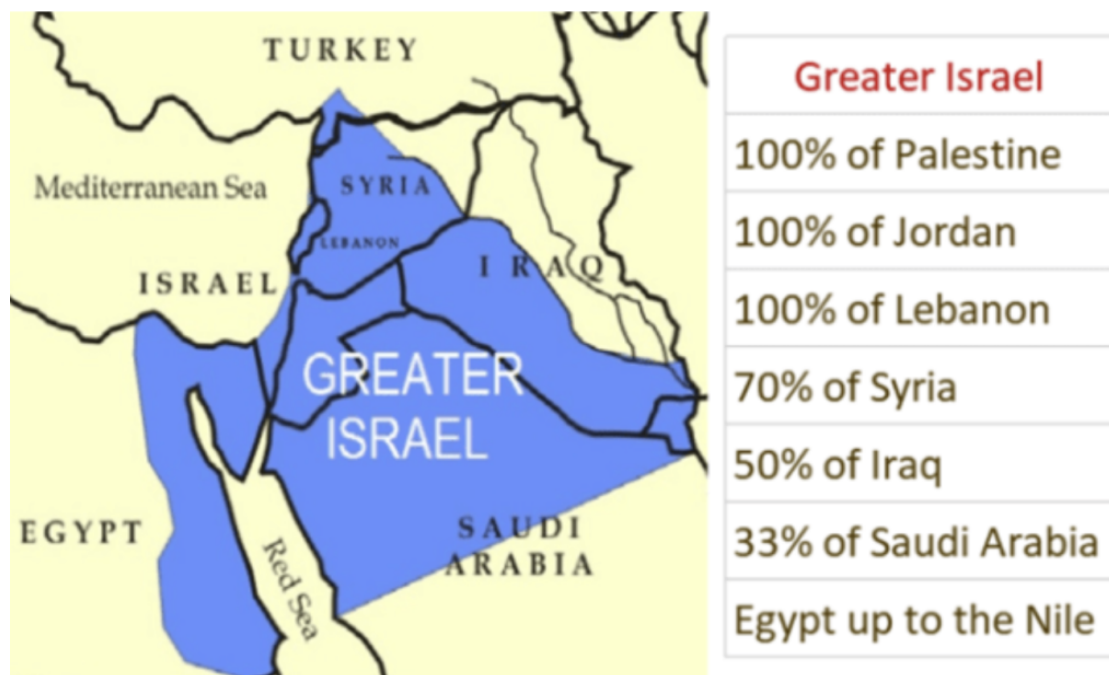 TURKEY
Mediterranean Sea
SYRIA
LEBANON
ISRAEL
IRAQ
GREATER
ISRAEL
EGYPT
Red Sea
SAUDI
ARABIA
Greater Israel
100% of Palestine
100% of Jordan
100% of Lebanon
70% of Syria
50% of Iraq
33% of Saudi Arabia
Egypt up to the Nile